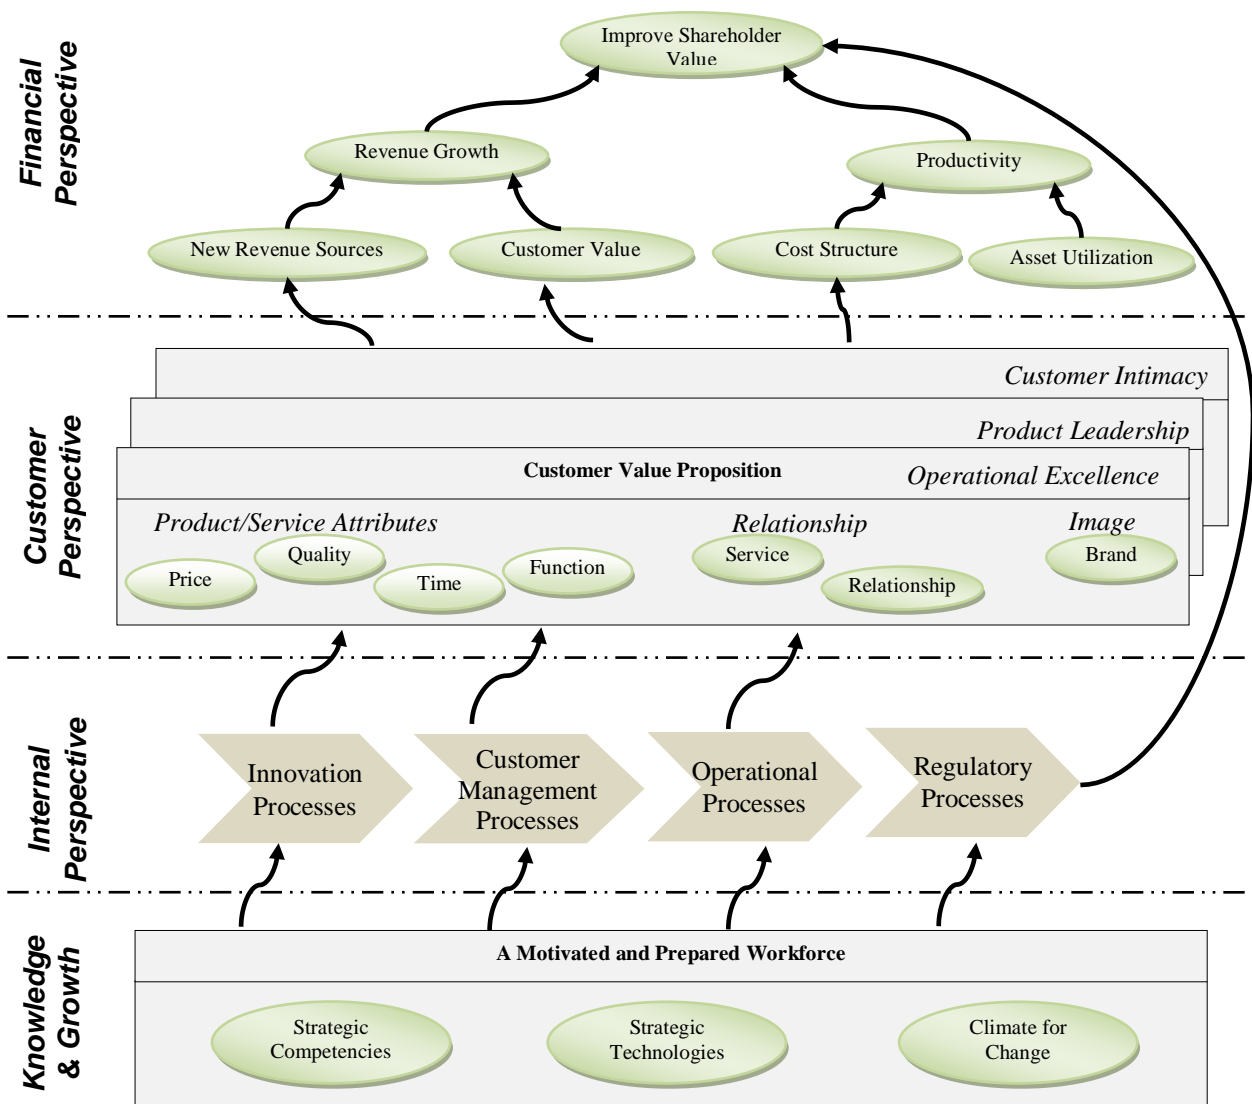 Financial
Perspective
Improve Shareholder
Value
Revenue Growth
Productivity
New Revenue Sources
Customer Value
Cost Structure
Asset Utilization
Customer
Perspective
Customer Intimacy
Product Leadership
Customer Value Proposition
Operational Excellence
Product/Service Attributes
Relationship
Image
Price
Quality
Time
Function
Service
Relationship
Brand
Internal
Perspective
Innovation
Processes
Customer
Management
Processes
Operational
Processes
Regulatory
Processes
Knowledge
& Growth
A Motivated and Prepared Workforce
Strategic
Competencies
Strategic
Technologies
Climate for
Change